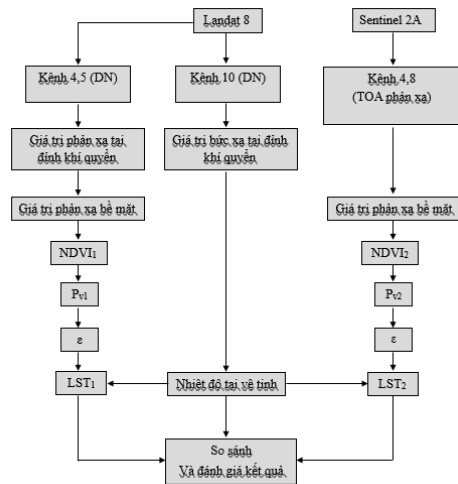 Landat 8
Sentinel 2A
Kênh 4,5 (DN)
Kênh 10 (DN)
Kênh 4,8
(TOA phản xạ)
Giá trị phản xạ tại
đỉnh khí quyển
Giá trị bức xạ tại đỉnh
khí quyển
Giá trị phản xạ bề mặt
Giá trị phản xạ bề mặt
NDVI₁
NDVI₂
Pᵥ₁
Pᵥ₂
ε
ε
LST₁
Nhiệt độ tại vệ tinh
LST₂
So sánh
Và đánh giá kết quả